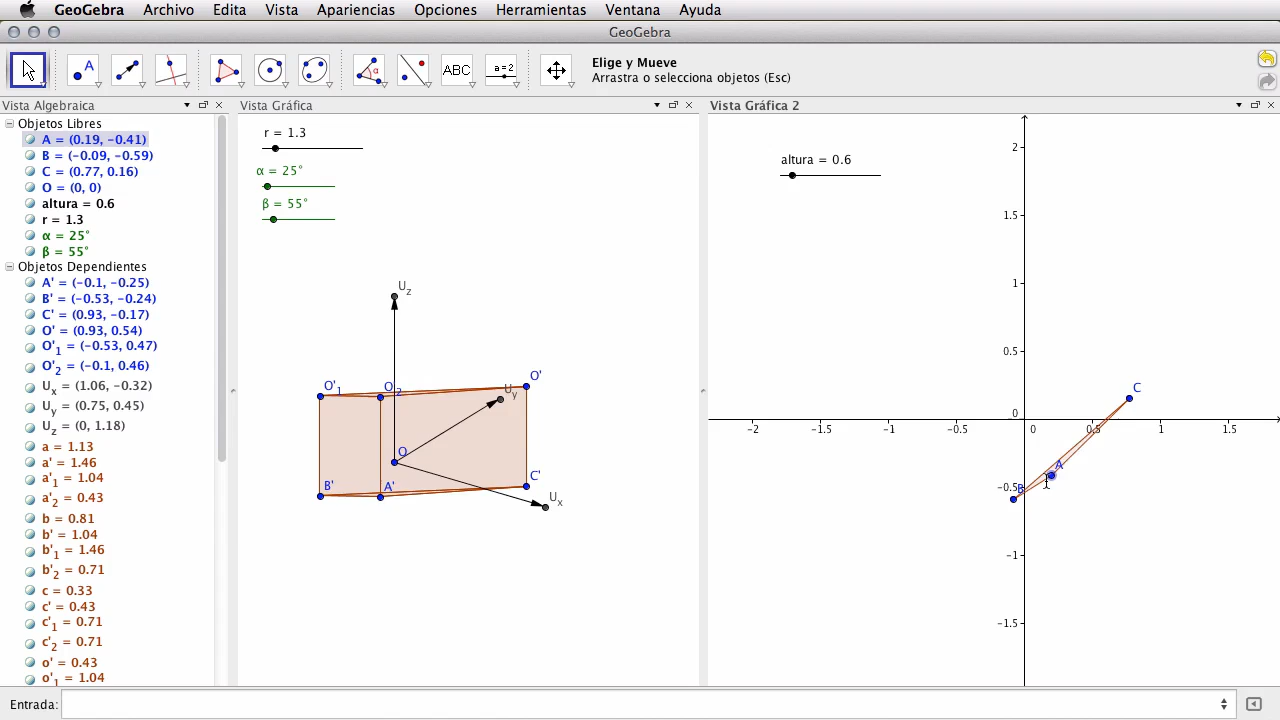 GeoGebra Archivo Edita Vista Apariencias Opciones Herramientas Ventana Ayuda
GeoGebra
A
α
ABC
a = 2
Elige y Mueve
Arrastra o selecciona objetos (Esc)
Vista Algebraica
Vista Gráfica
Vista Gráfica 2
Objetos Libres
A = (0.19, -0.41)
B = (-0.09, -0.59)
C = (0.77, 0.16)
O = (0, 0)
altura = 0.6
r = 1.3
α = 25°
β = 55°
Objetos Dependientes
A' = (-0.1, -0.25)
B' = (-0.53, -0.24)
C' = (0.93, -0.17)
O' = (0.93, 0.54)
O'1 = (-0.53, 0.47)
O'2 = (-0.1, 0.46)
Ux = (1.06, -0.32)
Uy = (0.75, 0.45)
Uz = (0, 1.18)
a = 1.13
a' = 1.46
a'1 = 1.04
a'2 = 0.43
b = 0.81
b' = 1.04
b'1 = 1.46
b'2 = 0.71
c = 0.33
c' = 0.43
c'1 = 0.71
c'2 = 0.71
o' = 0.43
o'1 = 1.04
r = 1.3
α = 25°
β = 55°
Uz
O'1
O 2
O'
Uy
O
B'
A'
C'
Ux
altura = 0.6
2
1.5
1
0.5
0
-0.5
-1
-1.5
-2
-1.5
-1
-0.5
0
0.5
1
1.5
C
A
B
Entrada: